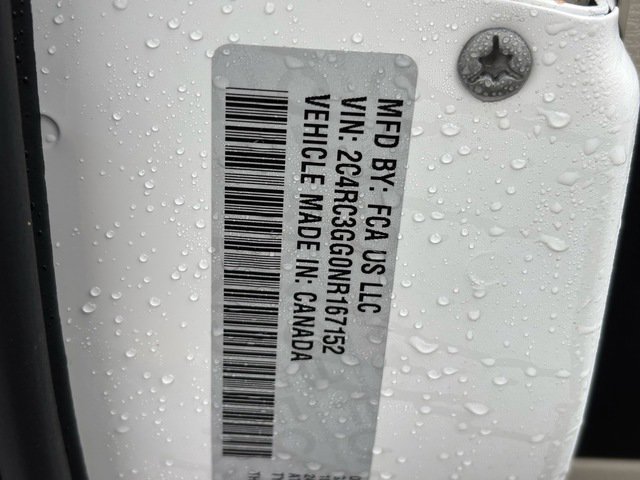 MFD BY: FCA US LLC
VIN: 2C4RC3GG0NR167152
VEHICLE MADE IN: CANADA